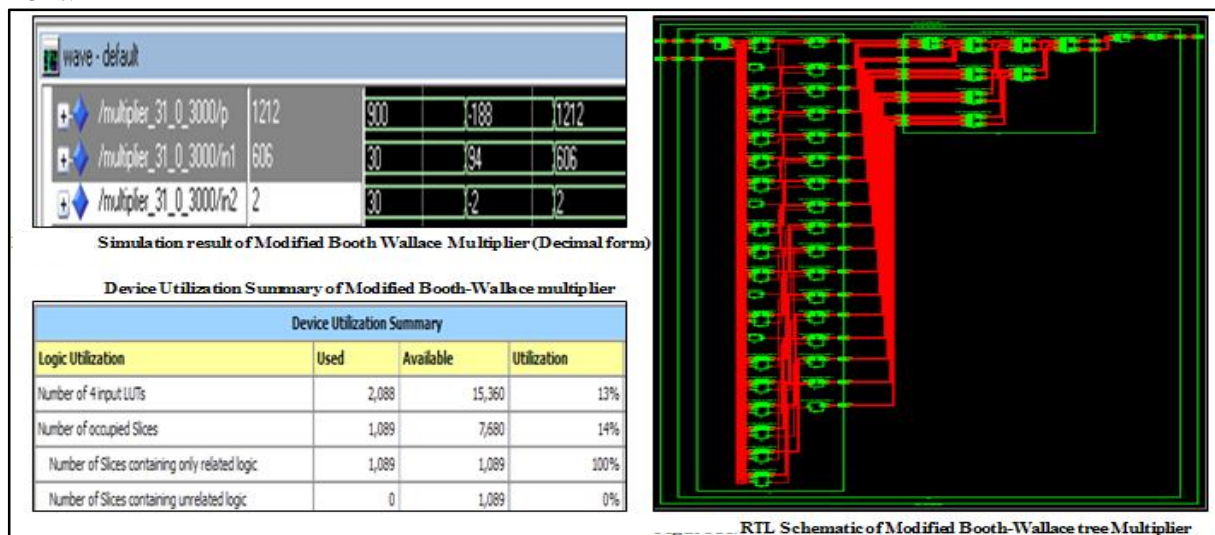 wave - default
/multiplier_31_0_3000/p 1212 900 -188 1212
/multiplier_31_0_3000/in1 606 30 94 606
/multiplier_31_0_3000/in2 2 30 -2 2
Simulation result of Modified Booth Wallace Multiplier (Decimal form)
Device Utilization Summary of Modified Booth-Wallace multiplier
Device Utilization Summary
Logic Utilization Used Available Utilization
Number of 4 input LUTs 2,088 15,360 13%
Number of occupied Slices 1,089 7,680 14%
Number of Slices containing only related logic 1,089 1,089 100%
Number of Slices containing unrelated logic 0 1,089 0%
RTL Schematic of Modified Booth-Wallace tree Multiplier